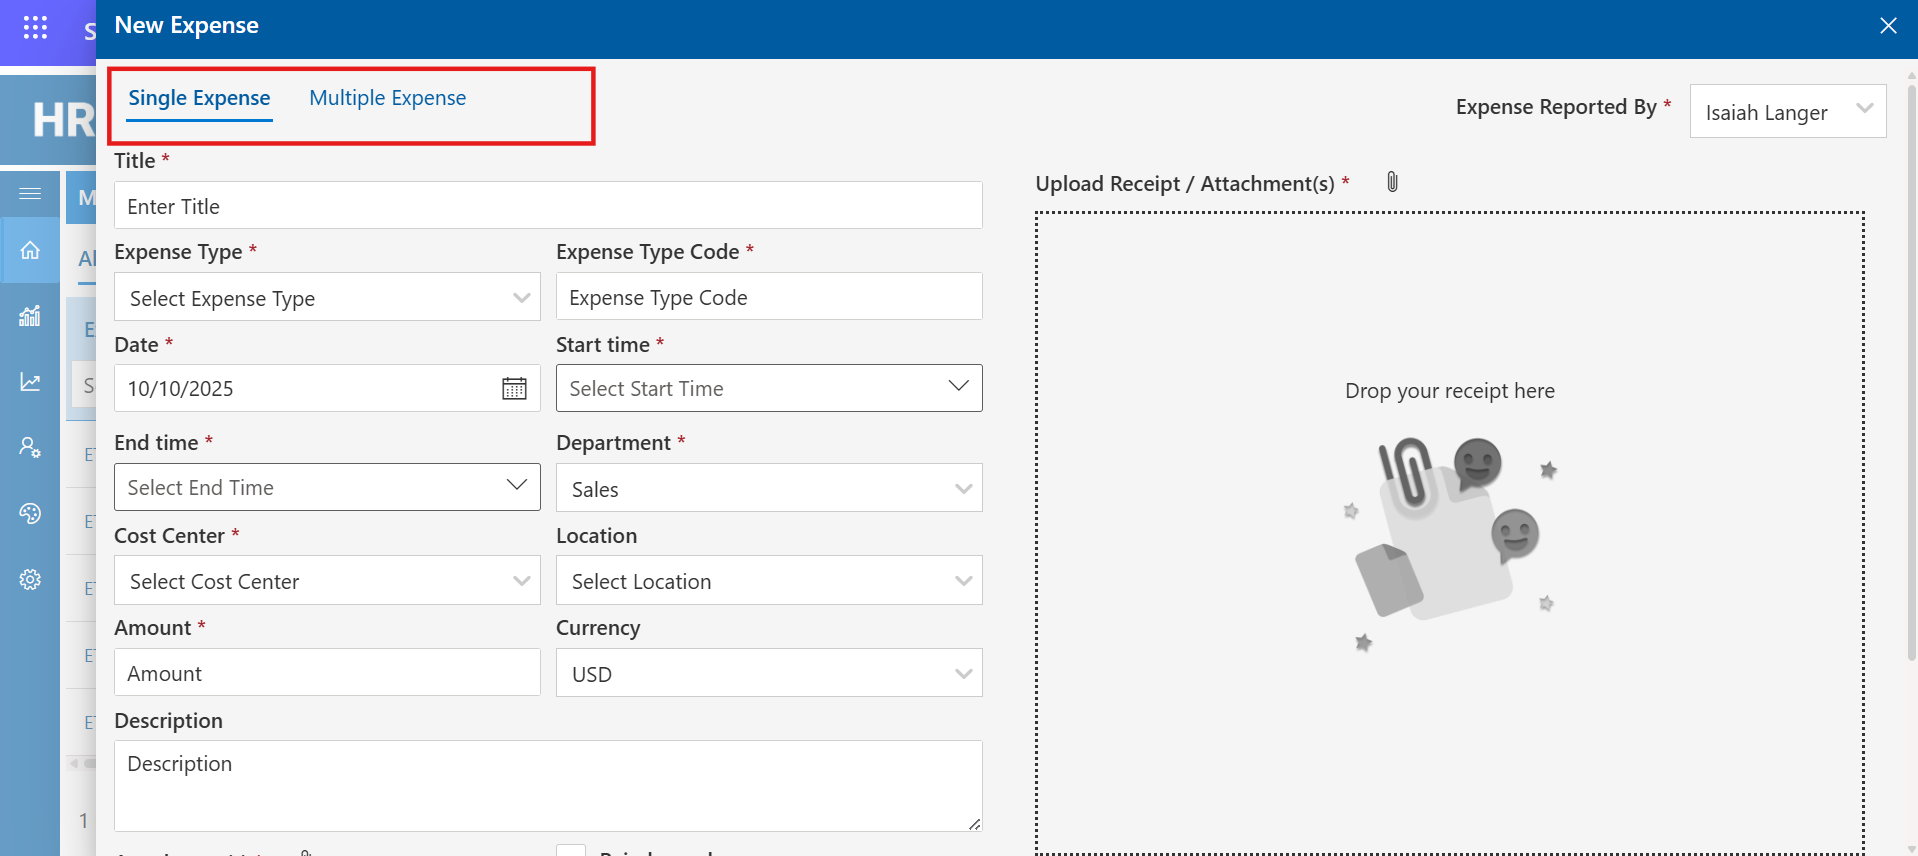 New Expense
HR
Single Expense
Multiple Expense
Expense Reported By *
Isaiah Langer
Title *
Enter Title
Upload Receipt / Attachment(s) *
Expense Type *
Expense Type Code *
Select Expense Type
Expense Type Code
Date *
Start time *
10/10/2025
Select Start Time
Drop your receipt here
End time *
Department *
Select End Time
Sales
Cost Center *
Location
Select Cost Center
Select Location
Amount *
Currency
Amount
USD
Description
Description
1